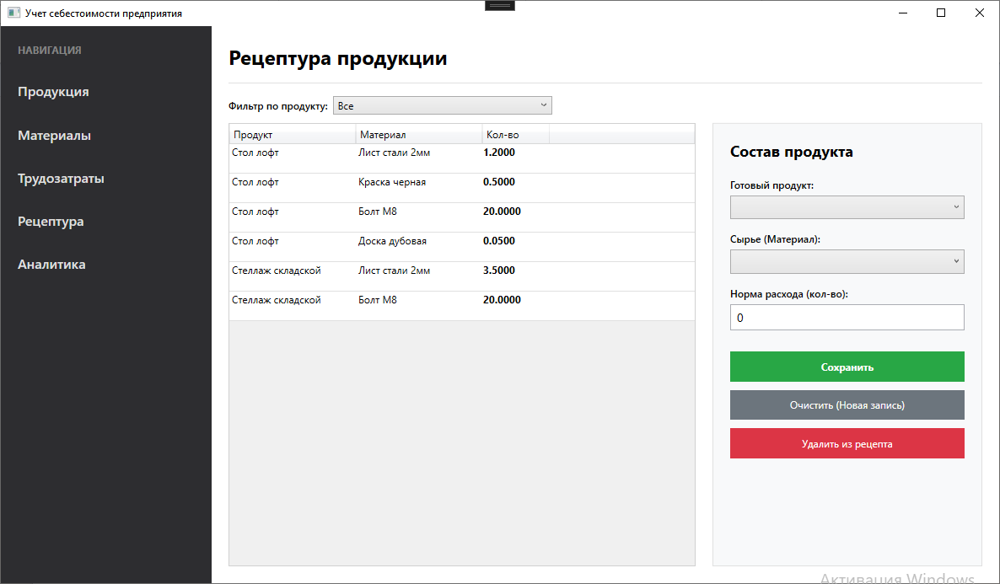 Учет себестоимости предприятия
НАВИГАЦИЯ
Продукция
Материалы
Трудозатраты
Рецептура
Аналитика
Рецептура продукции
Фильтр по продукту: Все
Продукт Материал Кол-во
Стол лофт Лист стали 2мм 1.2000
Стол лофт Краска черная 0.5000
Стол лофт Болт М8 20.0000
Стол лофт Доска дубовая 0.0500
Стеллаж складской Лист стали 2мм 3.5000
Стеллаж складской Болт М8 20.0000
Состав продукта
Готовый продукт:
Сырье (Материал):
Норма расхода (кол-во):
0
Сохранить
Очистить (Новая запись)
Удалить из рецепта
Активация Windows